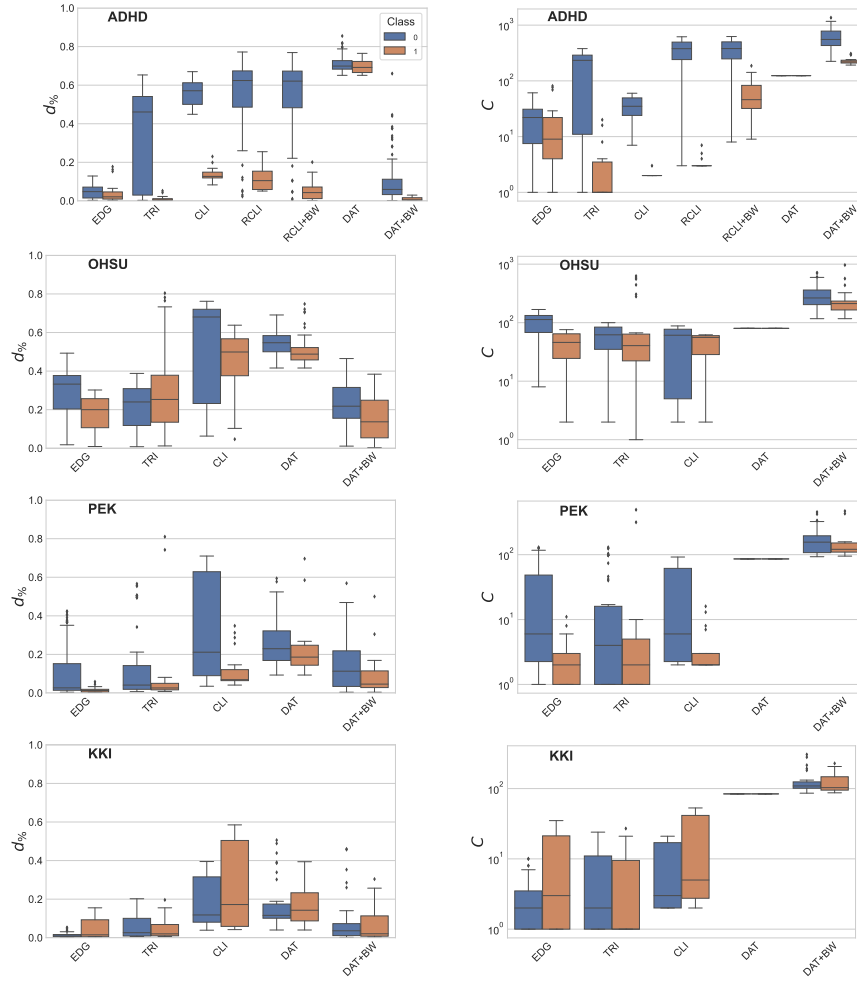 ADHD
Class
0
1
1.0
0.8
0.6
0.4
0.2
0.0
d%
EDG
TRI
CLI
RCLI
RCLI+BW
DAT
DAT+BW
ADHD
10³
10²
10¹
10⁰
C
EDG
TRI
CLI
RCLI
RCLI+BW
DAT
DAT+BW
OHSU
1.0
0.8
0.6
0.4
0.2
0.0
d%
EDG
TRI
CLI
DAT
DAT+BW
OHSU
10³
10²
10¹
10⁰
C
EDG
TRI
CLI
DAT
DAT+BW
PEK
1.0
0.8
0.6
0.4
0.2
0.0
d%
EDG
TRI
CLI
DAT
DAT+BW
PEK
10²
10¹
10⁰
C
EDG
TRI
CLI
DAT
DAT+BW
KKI
1.0
0.8
0.6
0.4
0.2
0.0
d%
EDG
TRI
CLI
DAT
DAT+BW
KKI
10²
10¹
10⁰
C
EDG
TRI
CLI
DAT
DAT+BW